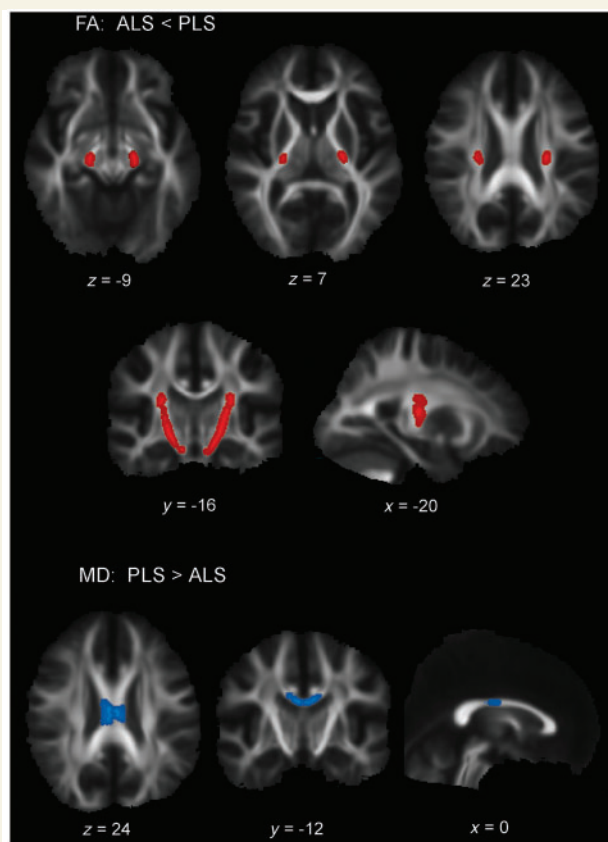 FA: ALS < PLS
z = -9
z = 7
z = 23
y = -16
x = -20
MD: PLS > ALS
z = 24
y = -12
x = 0